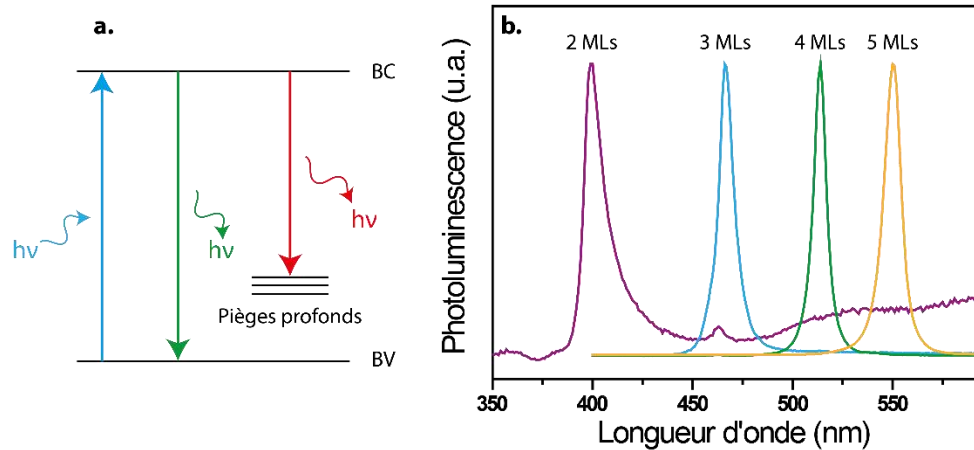 a.
BC
hν
hν
hν
Pièges profonds
BV
b.
2 MLs 3 MLs 4 MLs 5 MLs
Photoluminescence (u.a.)
350 400 450 500 550
Longueur d'onde (nm)